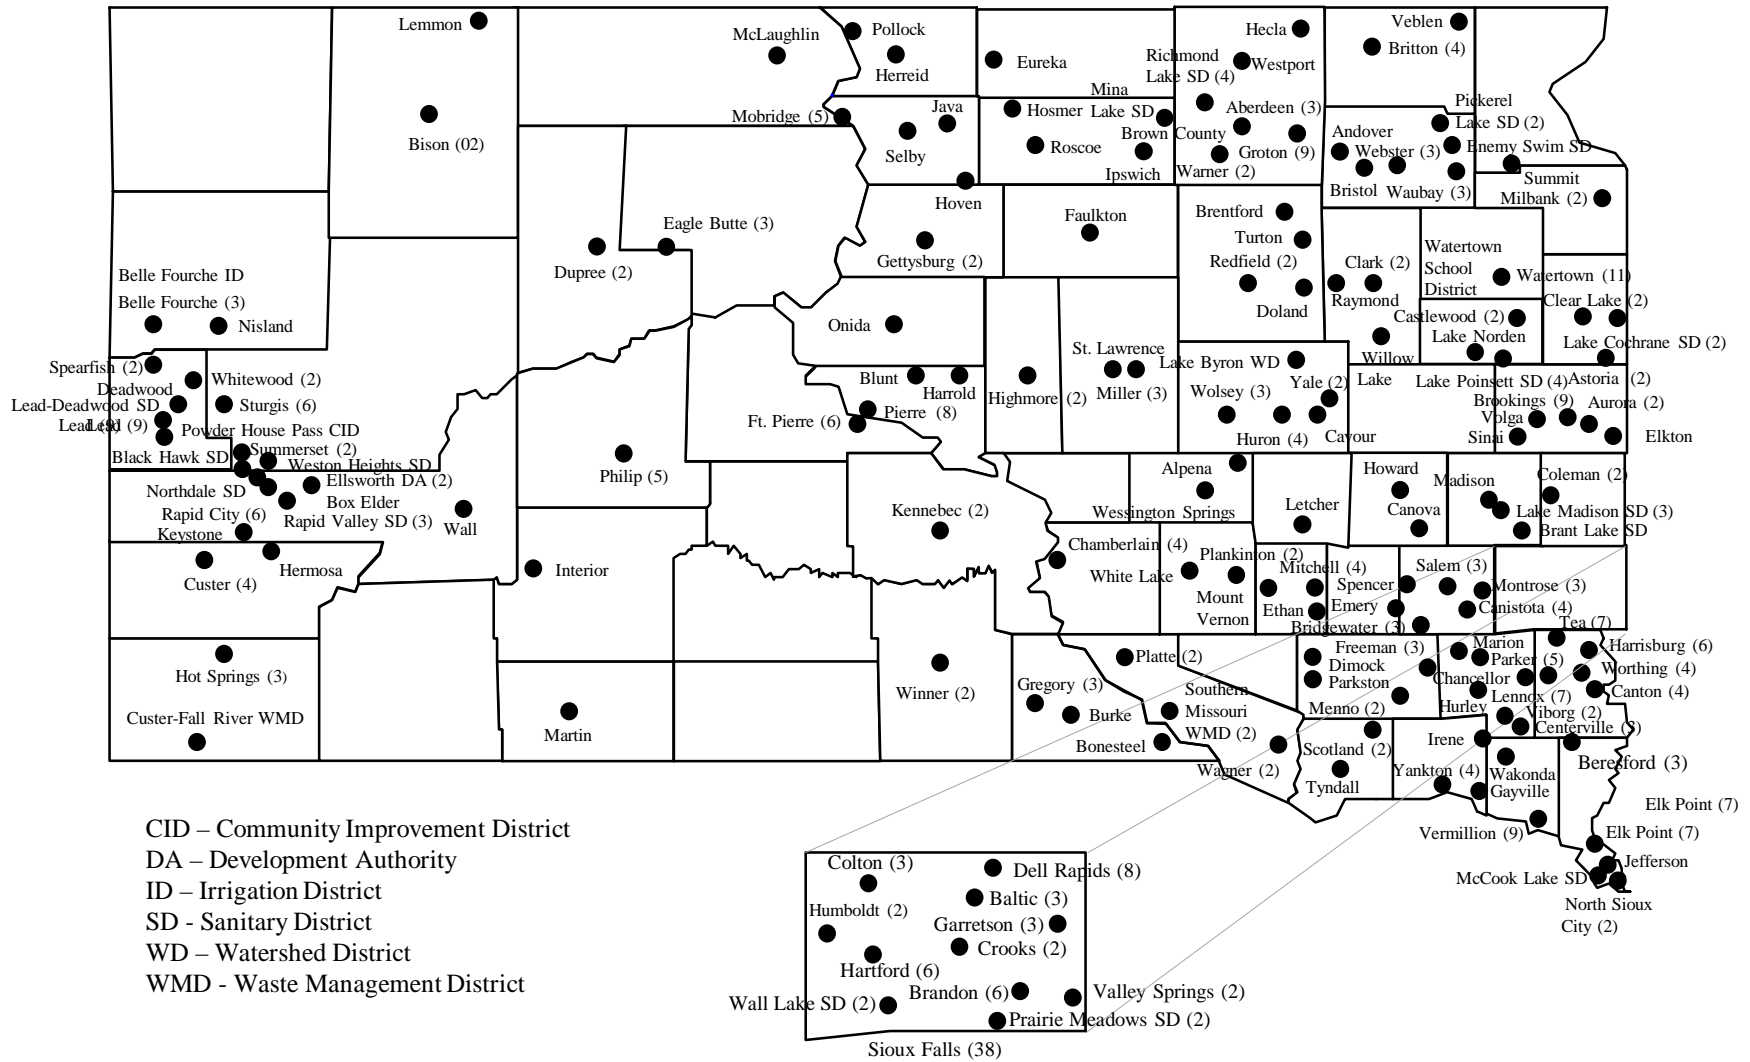 Lemmon
McLaughlin
Pollock
Herreid
Eureka
Hecla
Richmond
Lake SD (4)
Westport
Veblen
Britton (4)
Bison (02)
Mobridge (5)
Java
Selby
Hosmer
Mina
Lake SD
Roscoe
Brown County
Aberdeen (3)
Groton (9)
Warner (2)
Ipswich
Pickerel
Lake SD (2)
Andover
Webster (3)
Enemy Swim SD
Bristol
Waubay (3)
Summit
Milbank (2)
Hoven
Eagle Butte (3)
Dupree (2)
Gettysburg (2)
Faulkton
Brentford
Turton
Redfield (2)
Doland
Clark (2)
Raymond
Watertown
School
District
Watertown (11)
Clear Lake (2)
Belle Fourche ID
Belle Fourche (3)
Nisland
Onida
Castlewood (2)
Lake Norden
Lake Cochrane SD (2)
Willow
Lake
St. Lawrence
Miller (3)
Lake Byron WD
Yale (2)
Wolsey (3)
Huron (4)
Cavour
Lake Poinsett SD (4)
Astoria (2)
Brookings (9)
Aurora (2)
Volga
Sinai
Elkton
Spearfish (2)
Deadwood
Whitewood (2)
Lead-Deadwood SD
Sturgis (6)
Lead (9)
Lead (9)
Powder House Pass CID
Black Hawk SD
Summerset (2)
Weston Heights SD
Ellsworth DA (2)
Northdale SD
Box Elder
Rapid City (6)
Rapid Valley SD (3)
Keystone
Wall
Blunt
Harrold
Pierre (8)
Ft. Pierre (6)
Highmore (2)
Philip (5)
Alpena
Wessington Springs
Letcher
Howard
Canova
Madison
Coleman (2)
Lake Madison SD (3)
Brant Lake SD
Kennebec (2)
Custer (4)
Hermosa
Interior
Chamberlain (4)
White Lake
Plankinton (2)
Mount
Vernon
Mitchell (4)
Ethan
Spencer
Emery
Bridgewater (3)
Salem (3)
Montrose (3)
Canistota (4)
Tea (7)
Hot Springs (3)
Custer-Fall River WMD
Martin
Winner (2)
Gregory (3)
Burke
Bonesteel
Platte (2)
Southern
Missouri
WMD (2)
Wagner (2)
Freeman (3)
Dimock
Parkston
Menno (2)
Scotland (2)
Tyndall
Marion
Parker (5)
Chancellor
Hurley
Lennox (7)
Viborg (2)
Centerville (3)
Harrisburg (6)
Worthing (4)
Canton (4)
Irene
Yankton (4)
Wakonda
Gayville
Beresford (3)
Vermillion (9)
Elk Point (7)
Elk Point (7)
Jefferson
McCook Lake SD
North Sioux
City (2)
CID – Community Improvement District
DA – Development Authority
ID – Irrigation District
SD - Sanitary District
WD – Watershed District
WMD - Waste Management District
Colton (3)
Dell Rapids (8)
Baltic (3)
Humboldt (2)
Garretson (3)
Crooks (2)
Hartford (6)
Brandon (6)
Valley Springs (2)
Wall Lake SD (2)
Prairie Meadows SD (2)
Sioux Falls (38)